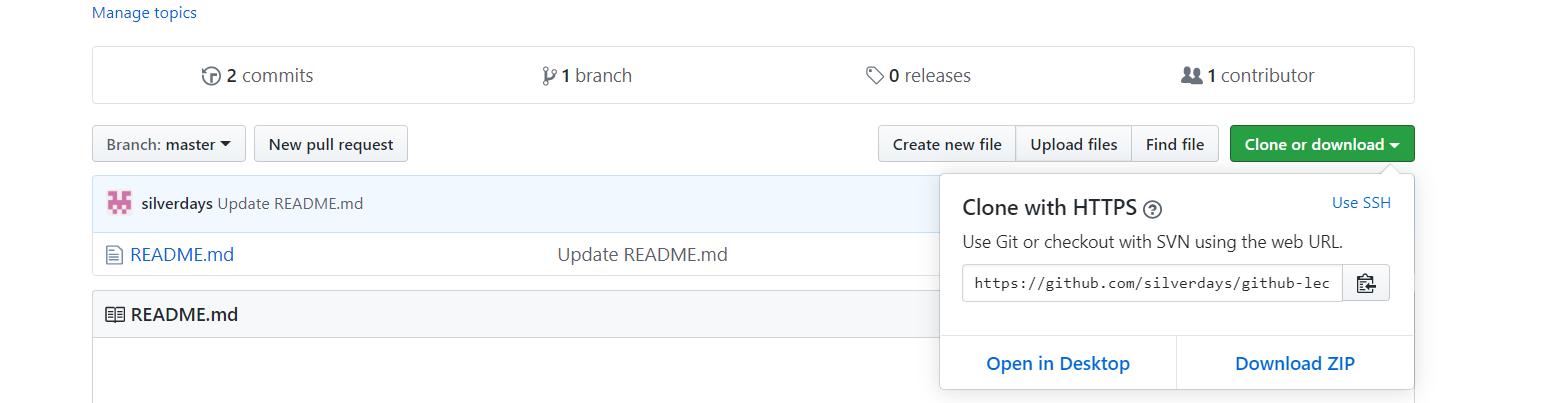 Manage topics
2 commits 1 branch 0 releases 1 contributor
Branch: master New pull request Create new file Upload files Find file Clone or download
silverdays Update README.md
README.md Update README.md
README.md
Clone with HTTPS ? Use SSH
Use Git or checkout with SVN using the web URL.
https://github.com/silverdays/github-lec
Open in Desktop Download ZIP